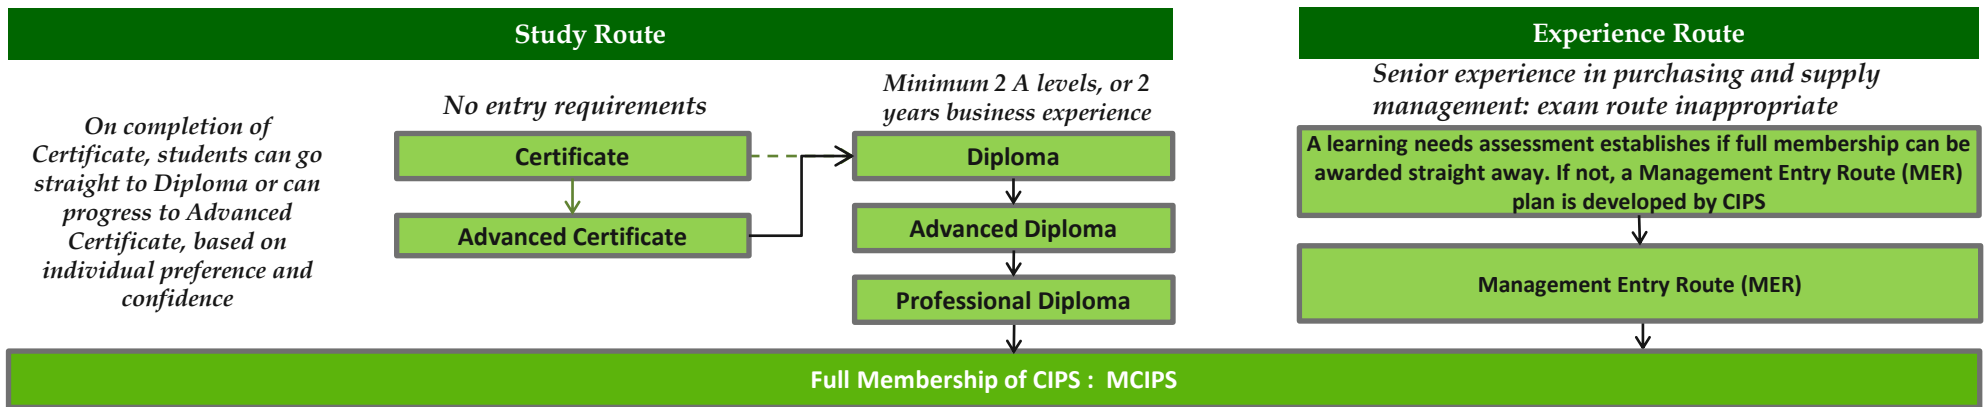 Study Route
On completion of
Certificate, students can go
straight to Diploma or can
progress to Advanced
Certificate, based on
individual preference and
confidence
No entry requirements
Certificate
Advanced Certificate
Minimum 2 A levels, or 2
years business experience
Diploma
Advanced Diploma
Professional Diploma
Experience Route
Senior experience in purchasing and supply
management: exam route inappropriate
A learning needs assessment establishes if full membership can be
awarded straight away. If not, a Management Entry Route (MER)
plan is developed by CIPS
Management Entry Route (MER)
Full Membership of CIPS : MCIPS